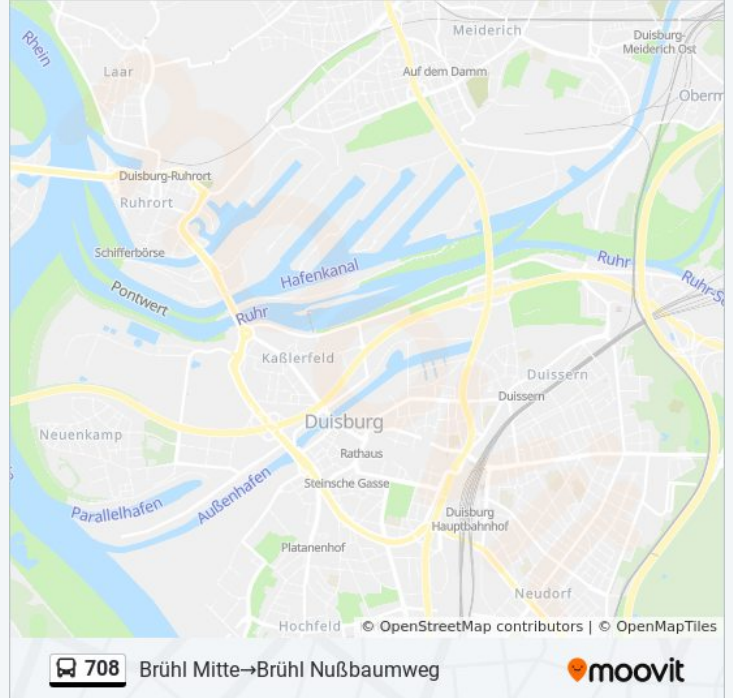 Rhein
Laar
Meiderich
Duisburg-
Meiderich Ost
Auf dem Damm
Oberm
Duisburg-Ruhrort
Ruhrort
Schifferbörse
Hafenkanal
Ruhr
Ruhr-S
Pontwert
Ruhr
Kaßlerfeld
Duissern
Duissern
Duisburg
Neuenkamp
Rathaus
Steinsche Gasse
Außenhafen
Parallelhafen
Duisburg
Hauptbahnhof
Platanenhof
Neudorf
Hochfeld
© OpenStreetMap contributors | © OpenMapTiles
708 Brühl Mitte→Brühl Nußbaumweg
moovit